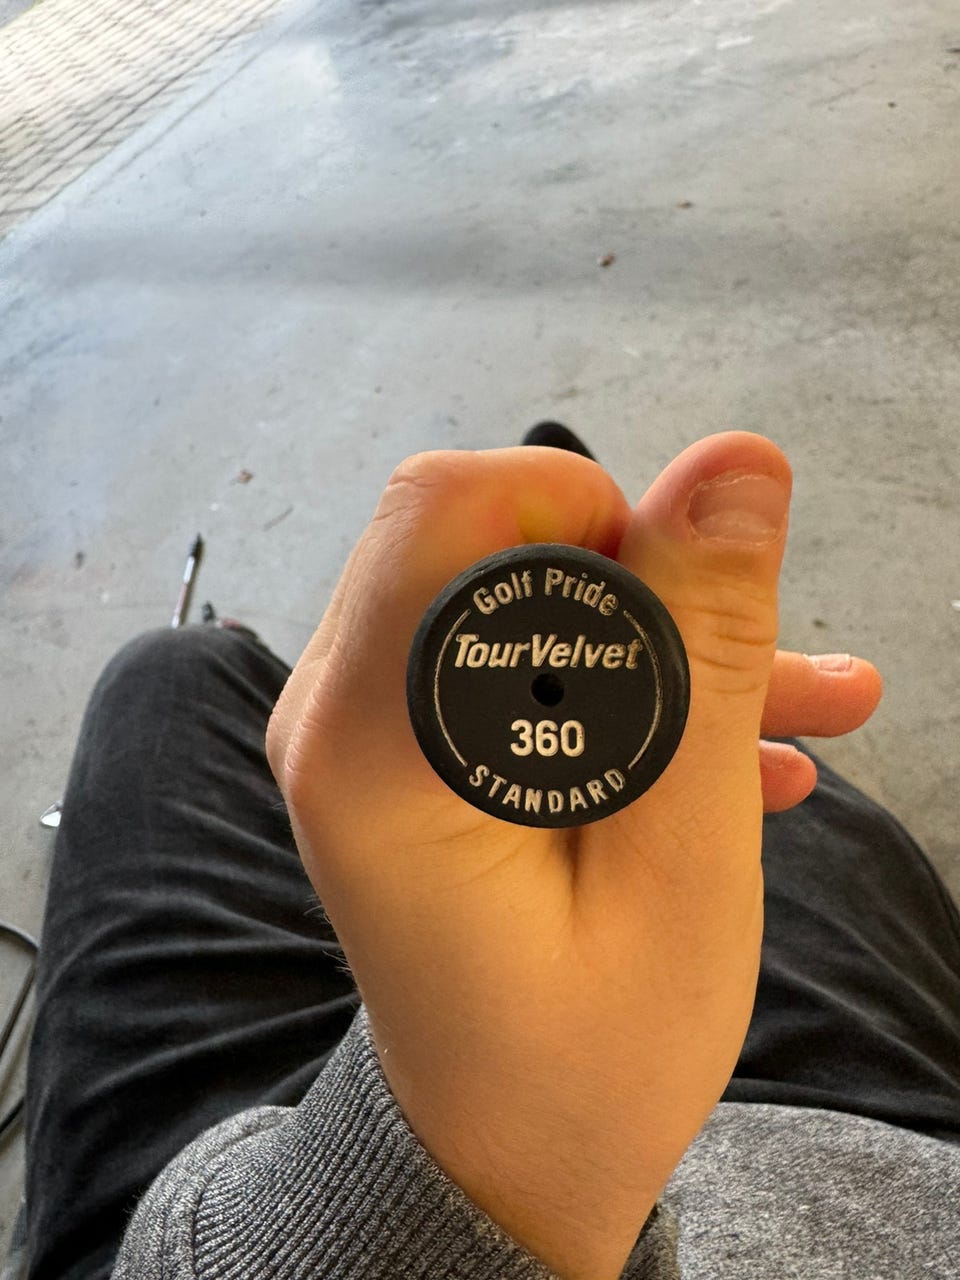 Golf Pride
TourVelvet
360
STANDARD